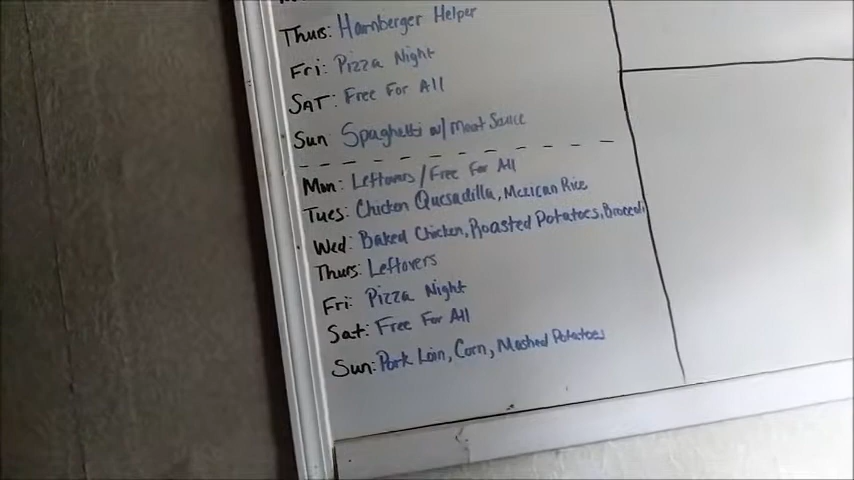 Thurs: Hamberger Helper
Fri: Pizza Night
SAT: Free For All
Sun: Spaghetti w/Meat Sauce
Mon: Leftovers/Free For All
Tues: Chicken Quesadilla, Mexican Rice
Wed: Baked Chicken, Roasted Potatoes, Broccoli
Thurs: Leftovers
Fri: Pizza Night
Sat: Free For All
Sun: Pork Loin, Corn, Mashed Potatoes